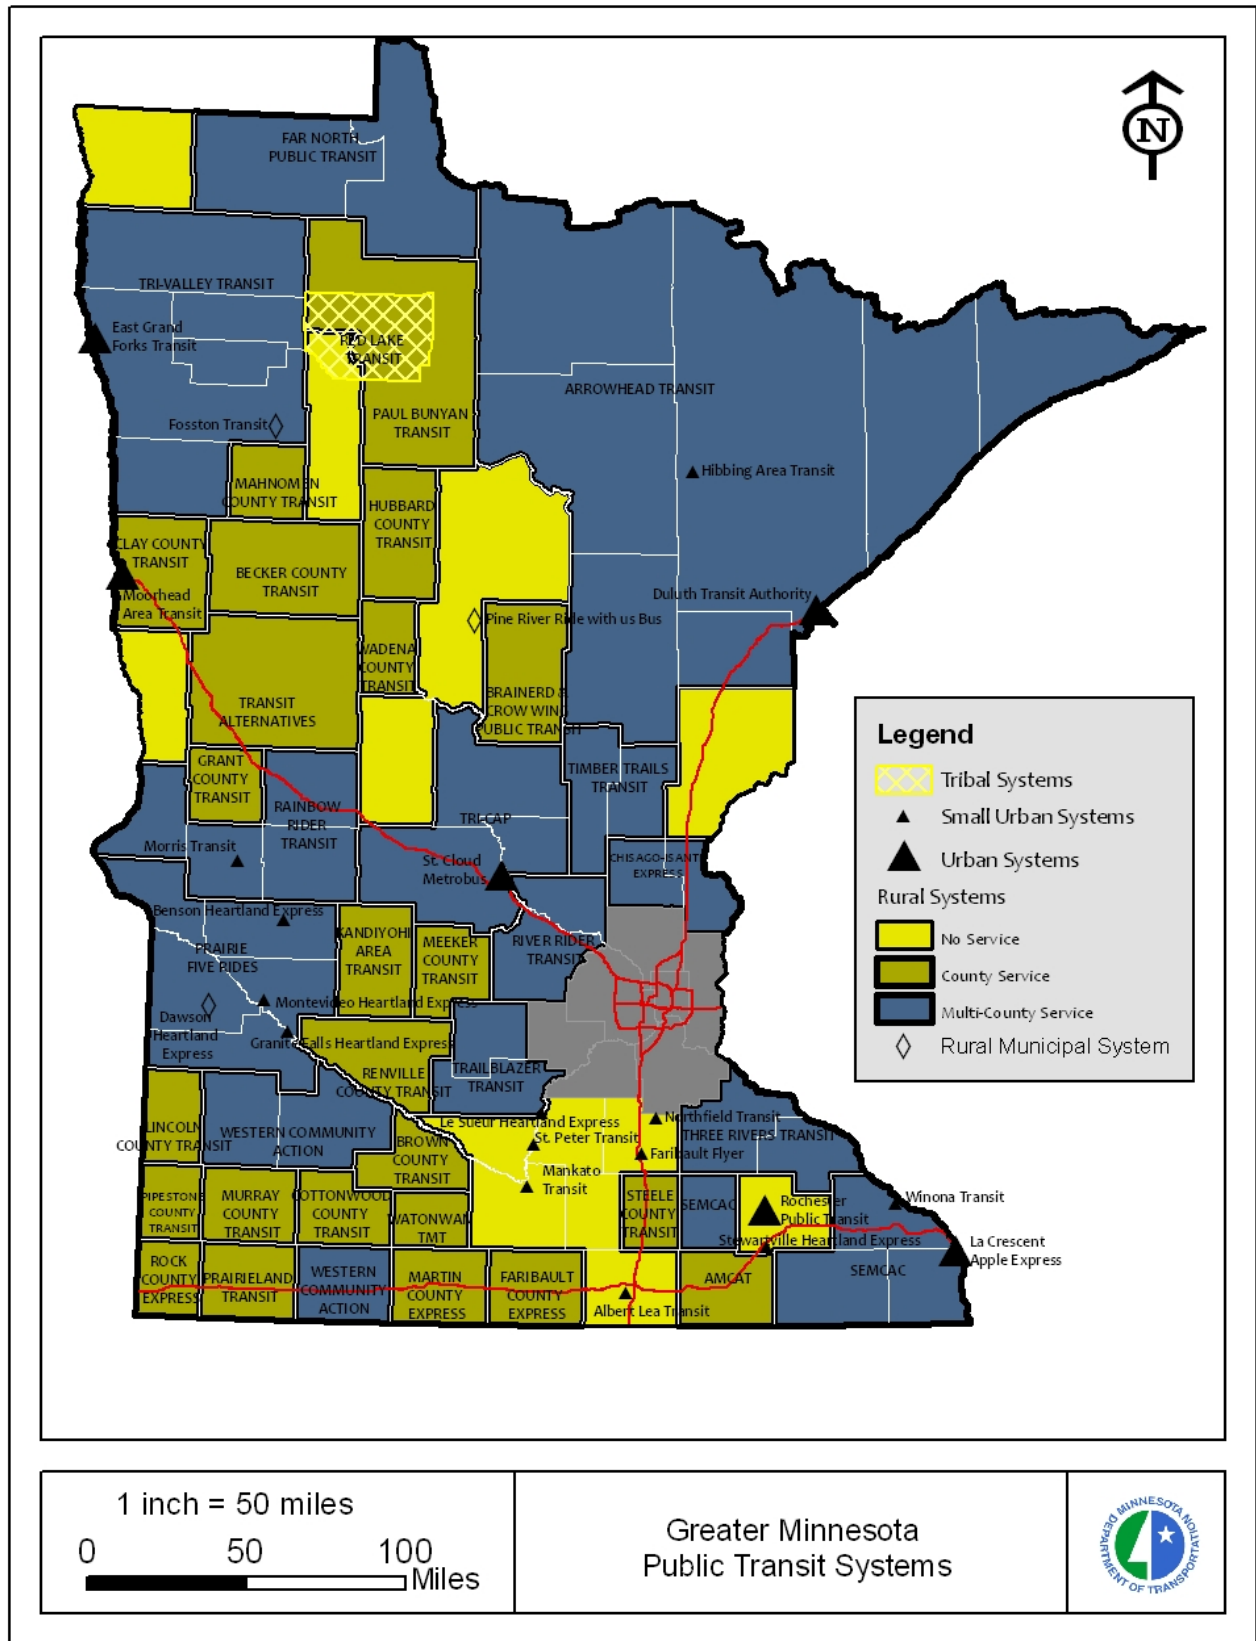 N
FAR NORTH
PUBLIC TRANSIT
TRI-VALLEY TRANSIT
East Grand
Forks Transit
RED LAKE
TRANSIT
ARROWHEAD TRANSIT
Fosston Transit
PAUL BUNYAN
TRANSIT
Hibbing Area Transit
MAHNOMEN
COUNTY TRANSIT
HUBBARD
COUNTY
TRANSIT
CLAY COUNTY
TRANSIT
BECKER COUNTY
TRANSIT
Moorhead
Area Transit
Duluth Transit Authority
Pine River Ride with us Bus
WADENA
COUNTY
TRANSIT
TRANSIT
ALTERNATIVES
BRAINERD &
CROW WING
PUBLIC TRANSIT
GRANT
COUNTY
TRANSIT
TIMBER TRAILS
TRANSIT
RAINBOW
RIDER
TRANSIT
TRI-CAP
Morris Transit
St. Cloud
Metrobus
CHISAGO-ISANTI
EXPRESS
Benson Heartland Express
PRAIRIE
FIVE RIDES
KANDIYOHI
AREA
TRANSIT
MEEKER
COUNTY
TRANSIT
RIVER RIDER
TRANSIT
Montevideo Heartland Express
Dawson
Heartland
Express
Granite Falls Heartland Express
RENVILLE
COUNTY TRANSIT
TRAILBLAZER
TRANSIT
LINCOLN
COUNTY TRANSIT
WESTERN COMMUNITY
ACTION
BROWN
COUNTY
TRANSIT
Le Sueur Heartland Express
St. Peter Transit
Mankato
Transit
Northfield Transit
Faribault Flyer
THREE RIVERS TRANSIT
PIPESTONE
COUNTY
TRANSIT
MURRAY
COUNTY
TRANSIT
COTTONWOOD
COUNTY
TRANSIT
WATONWAN
TMT
STEELE
COUNTY
TRANSIT
SEMCAC
Rochester
Public Transit
Winona Transit
Stewartville Heartland Express
La Crescent
Apple Express
ROCK
COUNTY
EXPRESS
PRAIRIELAND
TRANSIT
WESTERN
COMMUNITY
ACTION
MARTIN
COUNTY
EXPRESS
FARIBAULT
COUNTY
EXPRESS
Albert Lea Transit
AMCAT
SEMCAC
Legend
Tribal Systems
Small Urban Systems
Urban Systems
Rural Systems
No Service
County Service
Multi-County Service
Rural Municipal System
1 inch = 50 miles
0 50 100
Miles
Greater Minnesota
Public Transit Systems
MINNESOTA
DEPARTMENT OF TRANSPORTATION